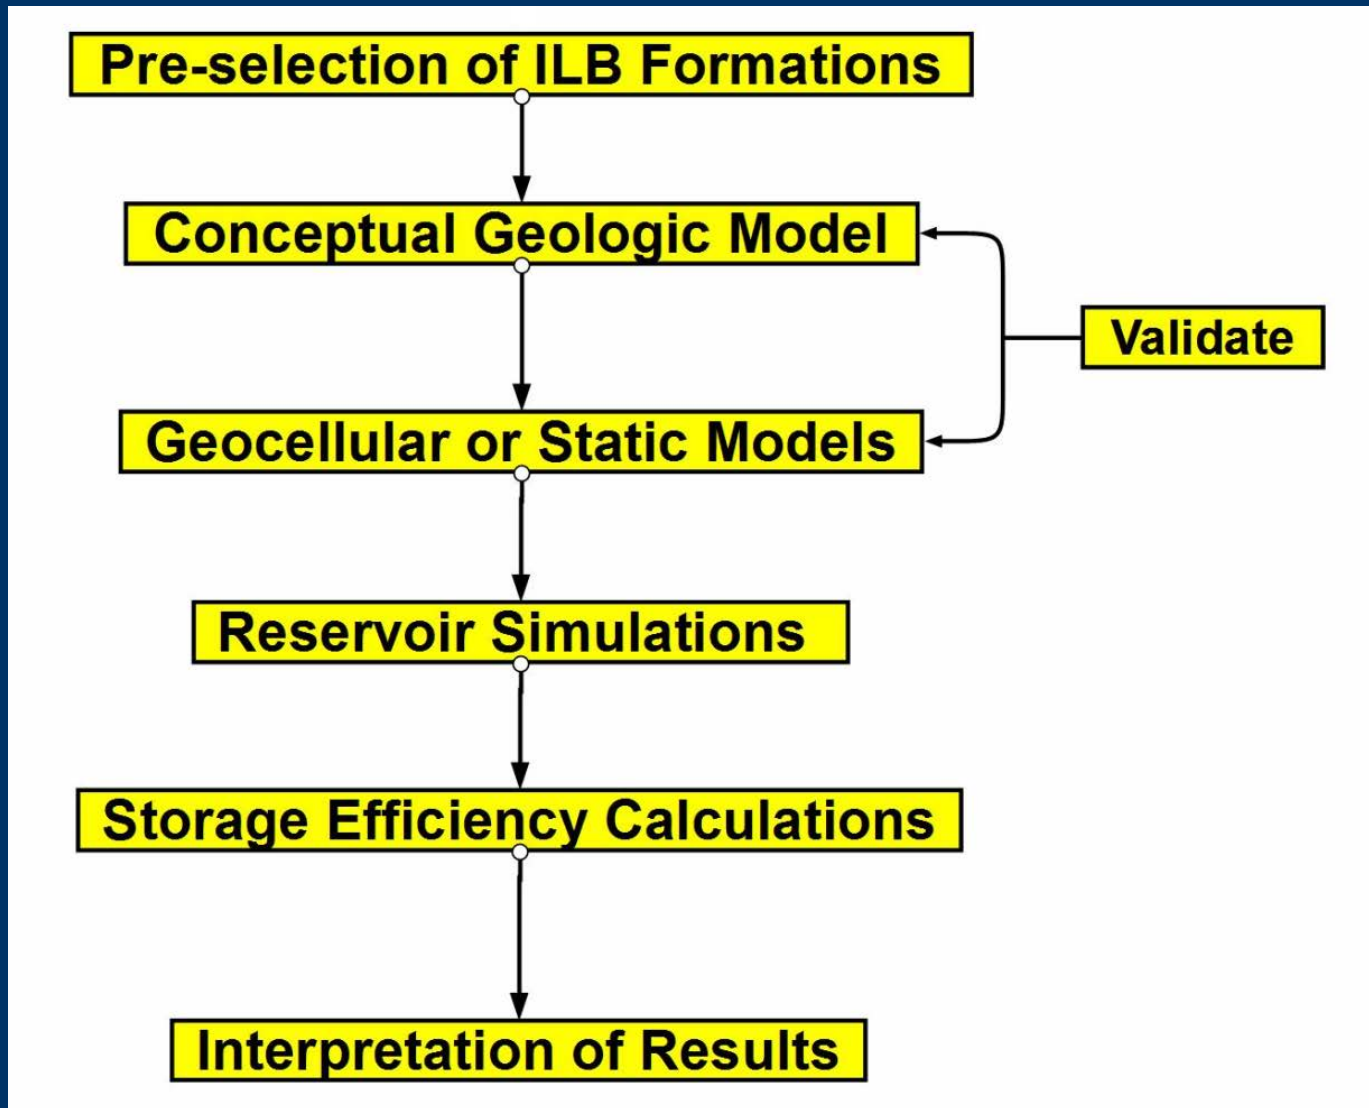 Pre-selection of ILB Formations
Conceptual Geologic Model
Validate
Geocellular or Static Models
Reservoir Simulations
Storage Efficiency Calculations
Interpretation of Results